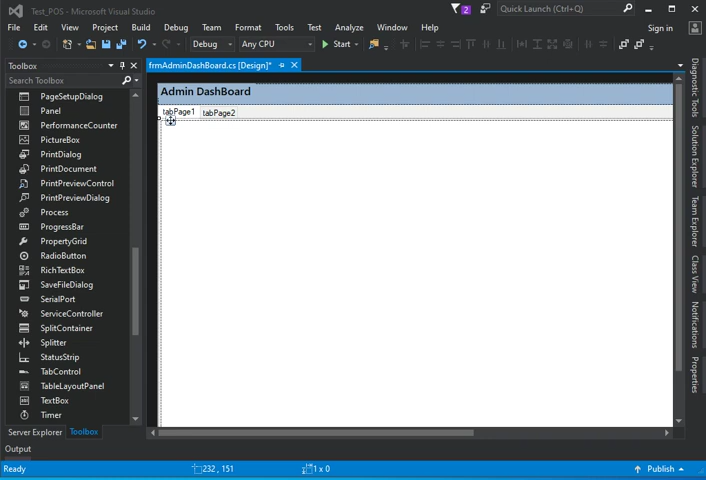 Test_POS - Microsoft Visual Studio
2
Quick Launch (Ctrl+Q)
File Edit View Project Build Debug Team Format Tools Test Analyze Window Help
Sign in
Debug Any CPU Start
Toolbox
frmAdminDashBoard.cs [Design]*
Search Toolbox
PageSetupDialog
Panel
PerformanceCounter
PictureBox
PrintDialog
PrintDocument
PrintPreviewControl
PrintPreviewDialog
Process
ProgressBar
PropertyGrid
RadioButton
RichTextBox
SaveFileDialog
SerialPort
ServiceController
SplitContainer
Splitter
StatusStrip
TabControl
TableLayoutPanel
TextBox
Timer
Server Explorer Toolbox
Admin DashBoard
tabPage1 tabPage2
Diagnostic Tools
Solution Explorer
Team Explorer
Class View
Notifications
Properties
Output
Ready
232 , 151
1 x 0
Publish